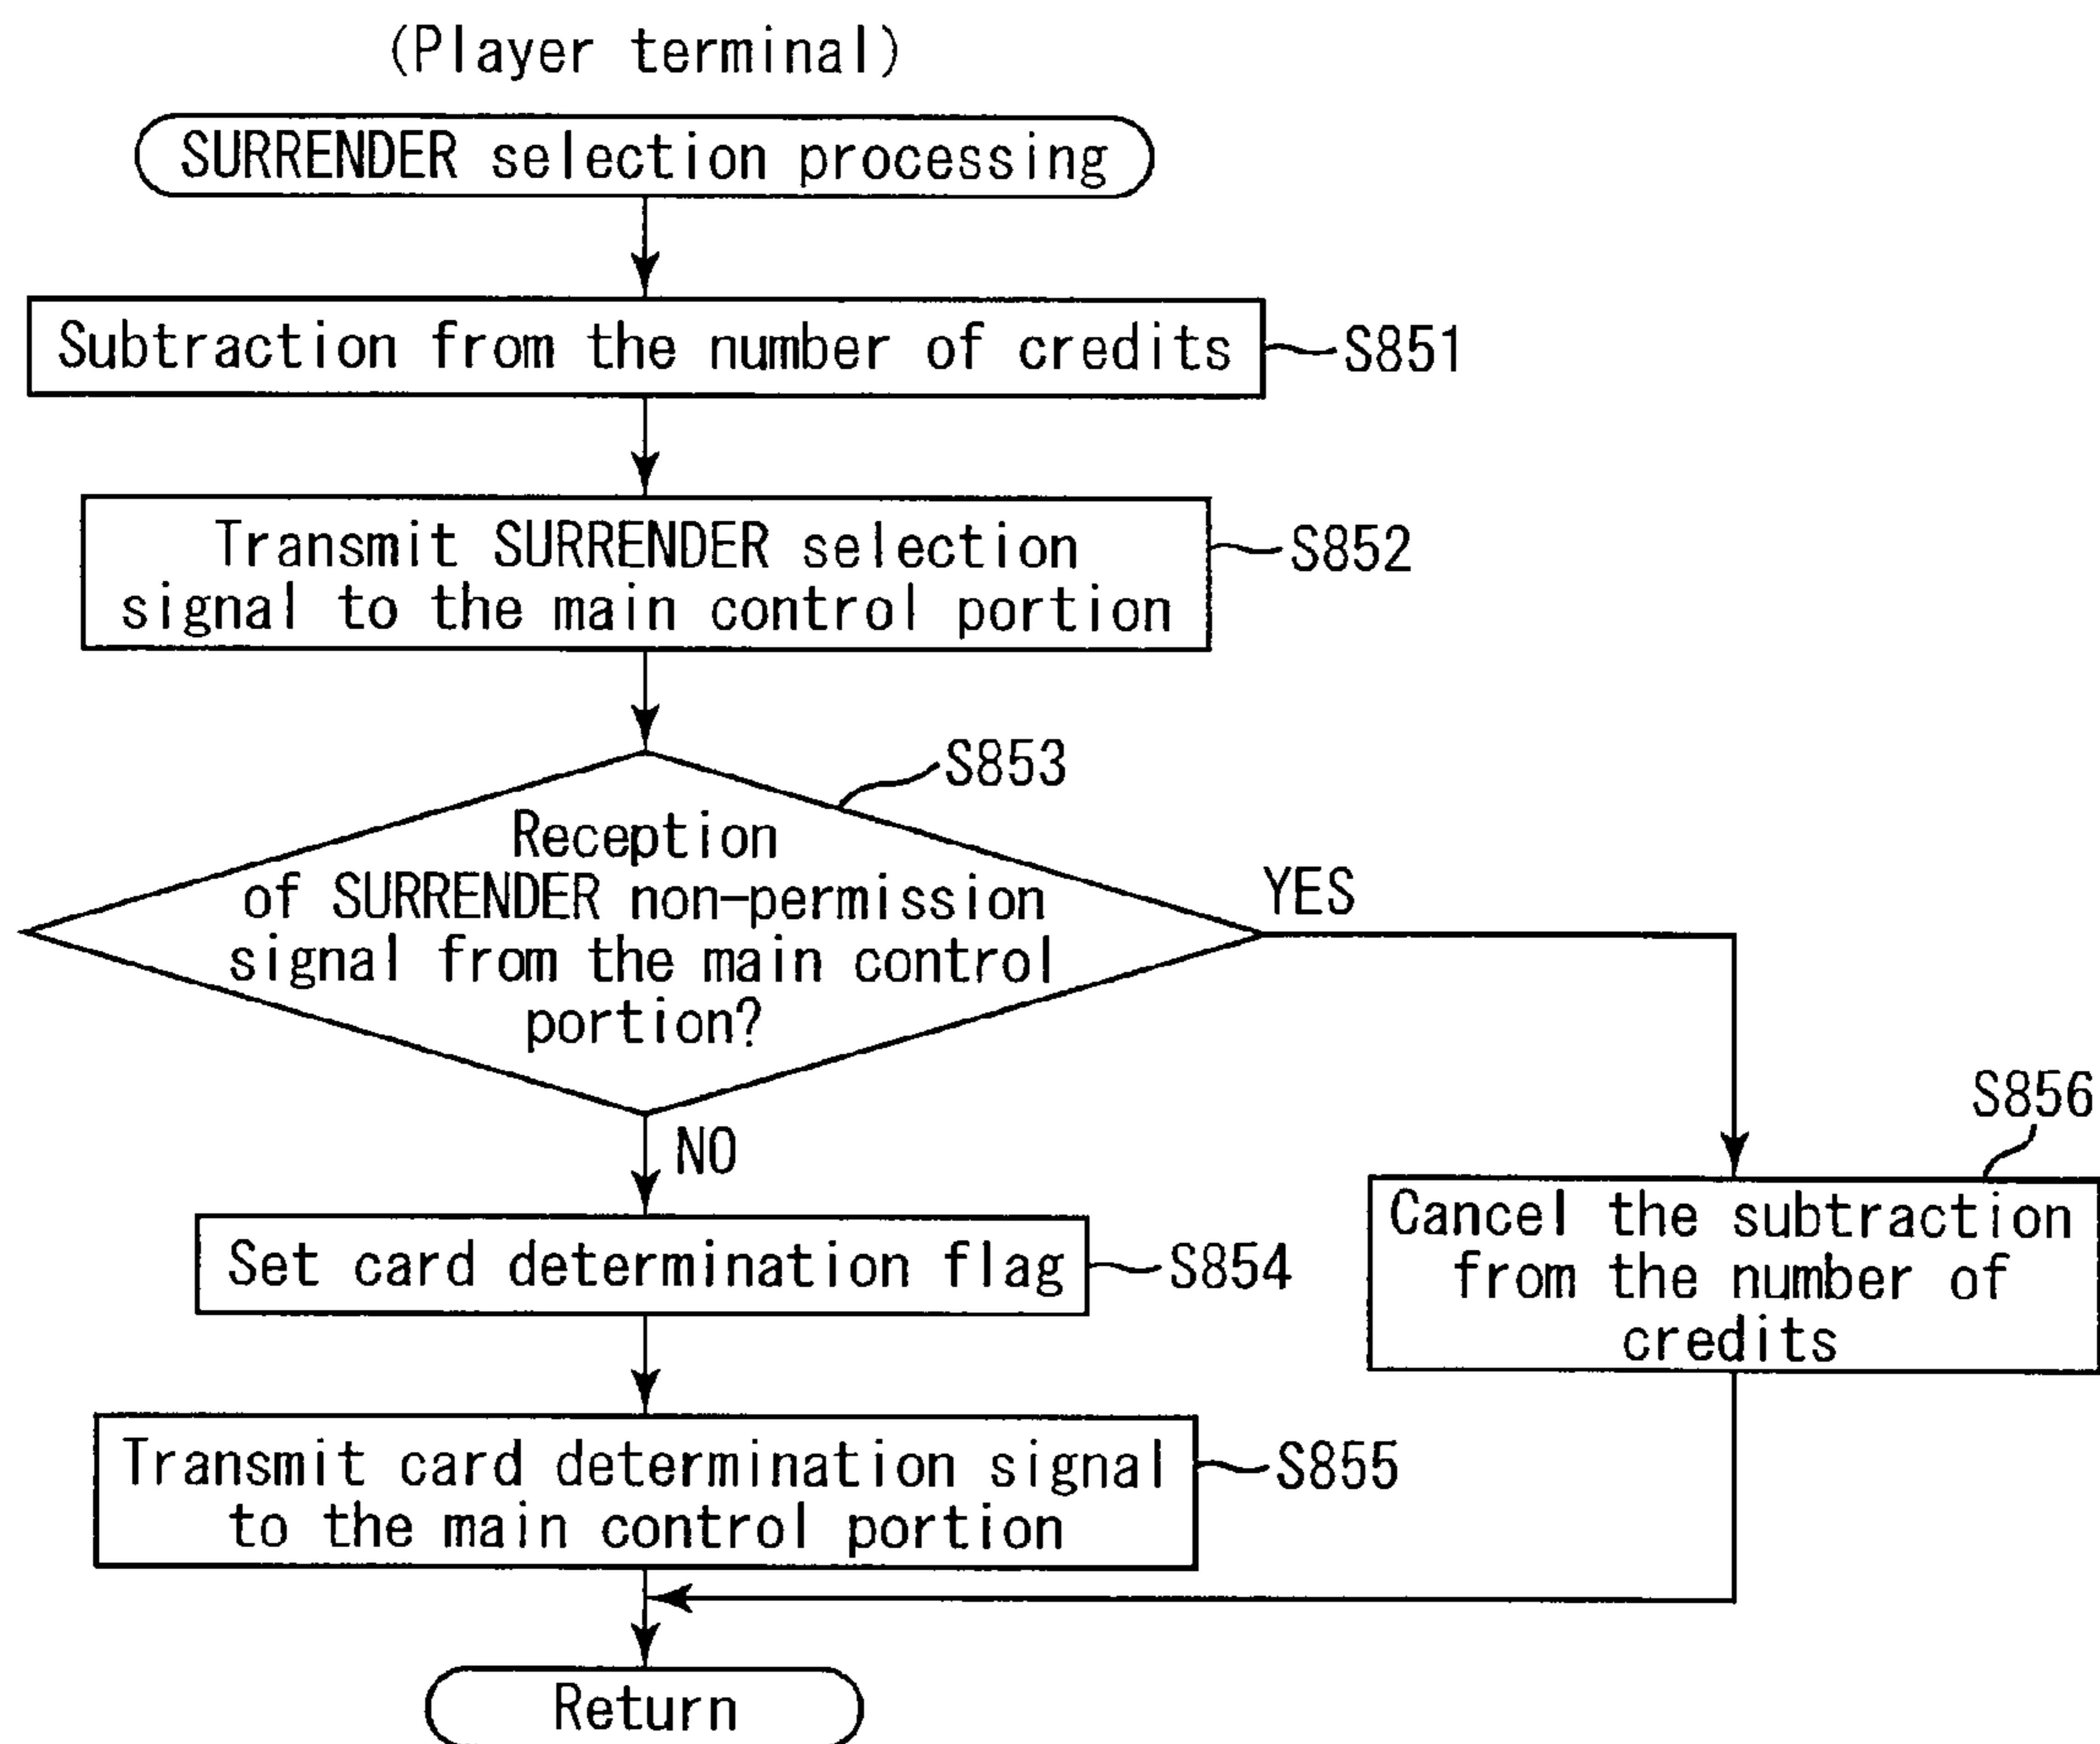 (Player terminal)
SURRENDER selection processing
Subtraction from the number of credits
S851
Transmit SURRENDER selection
signal to the main control portion
S852
S853
Reception
of SURRENDER non-permission
signal from the main control
portion?
YES
NO
S856
Cancel the subtraction
from the number of
credits
Set card determination flag
S854
Transmit card determination signal
to the main control portion
S855
Return